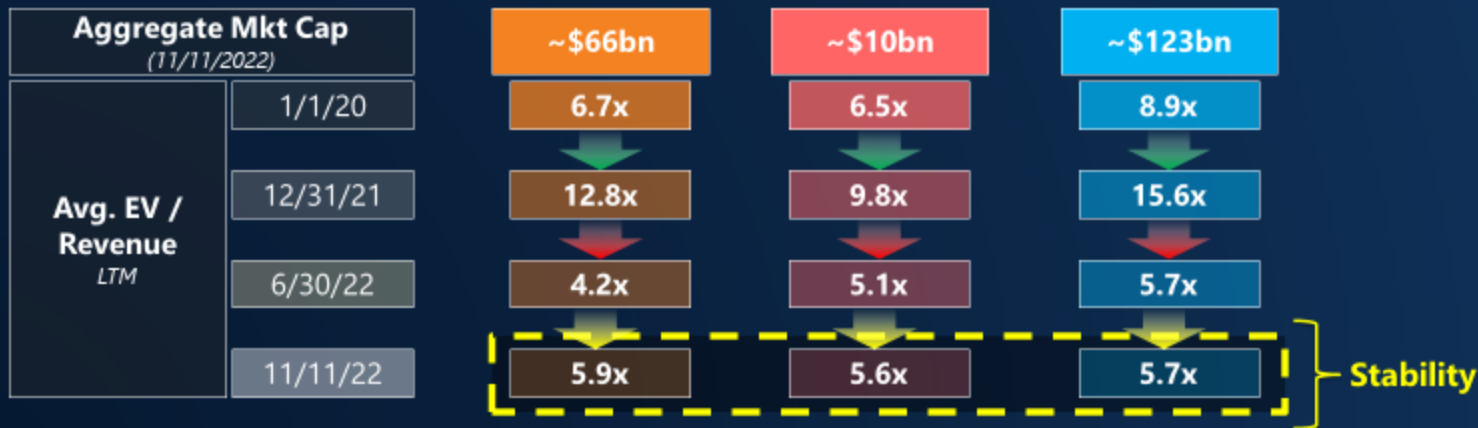 Aggregate Mkt Cap
(11/11/2022)
~$66bn
~$10bn
~$123bn
Avg. EV /
Revenue
LTM
1/1/20
6.7x
6.5x
8.9x
12/31/21
12.8x
9.8x
15.6x
6/30/22
4.2x
5.1x
5.7x
11/11/22
5.9x
5.6x
5.7x
Stability